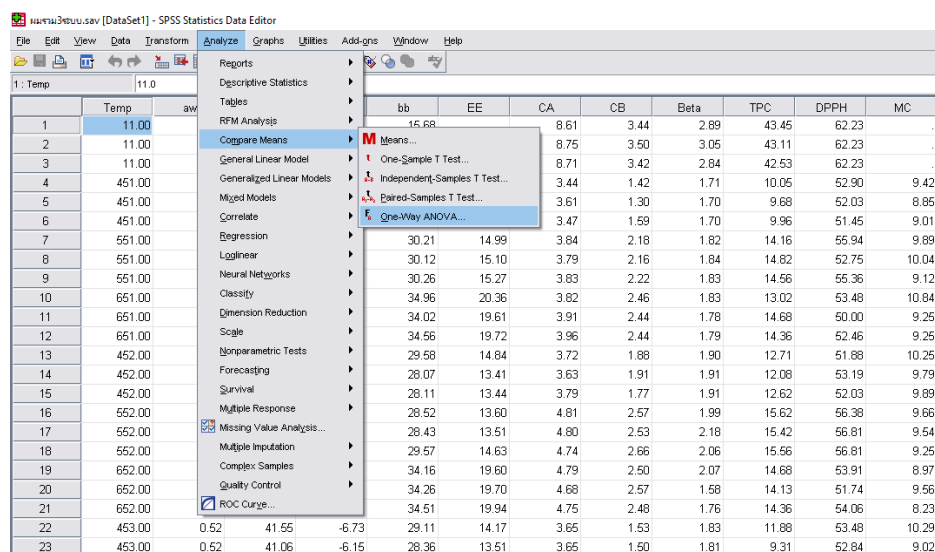 ผมรวม3ระบบ.sav [DataSet1] - SPSS Statistics Data Editor
File Edit View Data Transform Analyze Graphs Utilities Add-ons Window Help
1 : Temp 11.0
Temp aw bb EE CA CB Beta TPC DPPH MC
Reports
Descriptive Statistics
Tables
RFM Analysis
Compare Means
General Linear Model
Generalized Linear Models
Mixed Models
Correlate
Regression
Loglinear
Neural Networks
Classify
Dimension Reduction
Scale
Nonparametric Tests
Forecasting
Survival
Multiple Response
Missing Value Analysis...
Multiple Imputation
Complex Samples
Quality Control
ROC Curve...
M Means...
One-Sample T Test...
Independent-Samples T Test...
Paired-Samples T Test...
One-Way ANOVA...
1 11.00 15.68 8.61 3.44 2.89 43.45 62.23 .
2 11.00 8.75 3.50 3.05 43.11 62.23 .
3 11.00 8.71 3.42 2.84 42.53 62.23 .
4 451.00 3.44 1.42 1.71 10.05 52.90 9.42
5 451.00 3.61 1.30 1.70 9.68 52.03 8.85
6 451.00 3.47 1.59 1.70 9.96 51.45 9.01
7 551.00 30.21 14.99 3.84 2.18 1.82 14.16 55.94 9.89
8 551.00 30.12 15.10 3.79 2.16 1.84 14.82 52.75 10.04
9 551.00 30.26 15.27 3.83 2.22 1.83 14.56 55.36 9.12
10 651.00 34.96 20.36 3.82 2.46 1.83 13.02 53.48 10.84
11 651.00 34.02 19.61 3.91 2.44 1.78 14.68 50.00 9.25
12 651.00 34.56 19.72 3.96 2.44 1.79 14.36 52.46 9.25
13 452.00 29.58 14.84 3.72 1.88 1.90 12.71 51.88 10.25
14 452.00 28.07 13.41 3.63 1.91 1.91 12.08 53.19 9.79
15 452.00 28.11 13.44 3.79 1.77 1.91 12.62 52.03 9.89
16 552.00 28.52 13.60 4.81 2.57 1.99 15.62 56.38 9.66
17 552.00 28.43 13.51 4.80 2.53 2.18 15.42 56.81 9.54
18 552.00 29.57 14.63 4.74 2.66 2.06 15.56 56.81 9.25
19 652.00 34.16 19.60 4.79 2.50 2.07 14.68 53.91 8.97
20 652.00 34.26 19.70 4.68 2.57 1.58 14.13 51.74 9.56
21 652.00 34.51 19.94 4.75 2.48 1.76 14.36 54.06 8.23
22 453.00 0.52 41.55 -6.73 29.11 14.17 3.65 1.53 1.83 11.88 53.48 10.29
23 453.00 0.52 41.06 -6.15 28.36 13.51 3.65 1.50 1.81 9.31 52.84 9.02